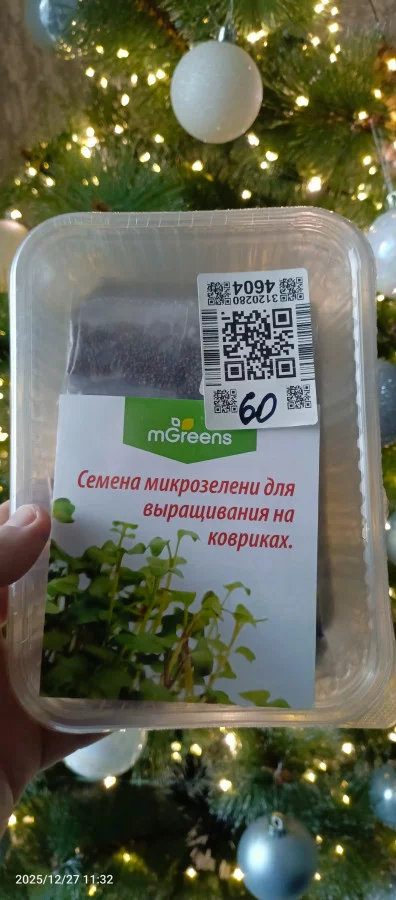 4604
3120280
60
mGreens
Семена микрозелени для
выращивания на
ковриках.
2025/12/27 11:32